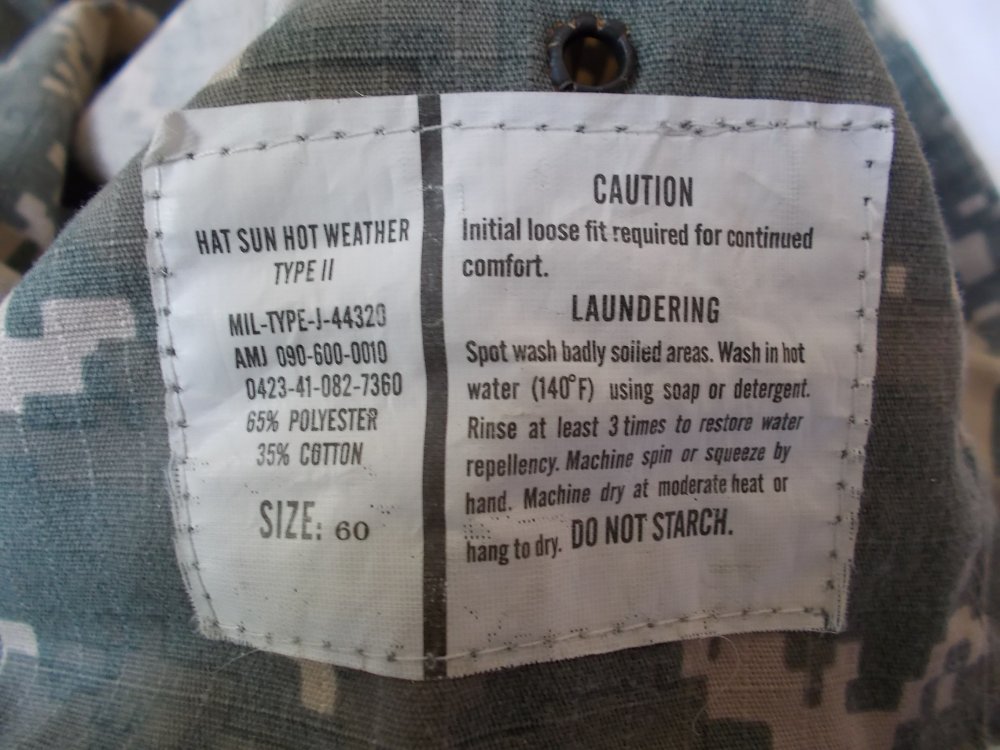 HAT SUN HOT WEATHER
TYPE II
MIL-TYPE-J-44320
AMJ 090-600-0010
0423-41-082-7360
65% POLYESTER
35% COTTON
SIZE: 60
CAUTION
Initial loose fit required for continued
comfort.
LAUNDERING
Spot wash badly soiled areas. Wash in hot
water (140°F) using soap or detergent.
Rinse at least 3 times to restore water
repellency. Machine spin or squeeze by
hand. Machine dry at moderate heat or
hang to dry. DO NOT STARCH.